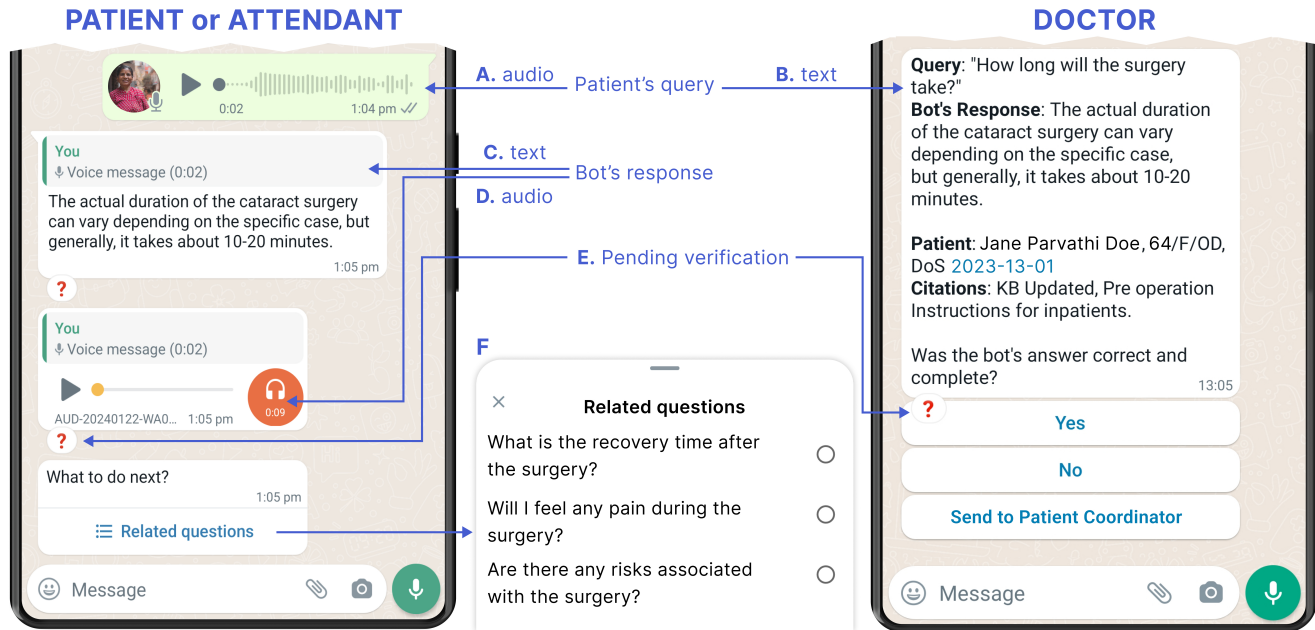 PATIENT or ATTENDANT
0:02
1:04 pm
You
Voice message (0:02)
The actual duration of the cataract surgery
can vary depending on the specific case, but
generally, it takes about 10-20 minutes.
1:05 pm
?
You
Voice message (0:02)
0:09
AUD-20240122-WA0...
1:05 pm
?
What to do next?
1:05 pm
Related questions
Message
A. audio
Patient's query
B. text
C. text
Bot's response
D. audio
E. Pending verification
F
Related questions
What is the recovery time after
the surgery?
Will I feel any pain during the
surgery?
Are there any risks associated
with the surgery?
DOCTOR
Query: "How long will the surgery
take?"
Bot's Response: The actual duration
of the cataract surgery can vary
depending on the specific case,
but generally, it takes about 10-20
minutes.
Patient: Jane Parvathi Doe, 64/F/OD,
DoS 2023-13-01
Citations: KB Updated, Pre operation
Instructions for inpatients.
Was the bot's answer correct and
complete?
13:05
?
Yes
No
Send to Patient Coordinator
Message